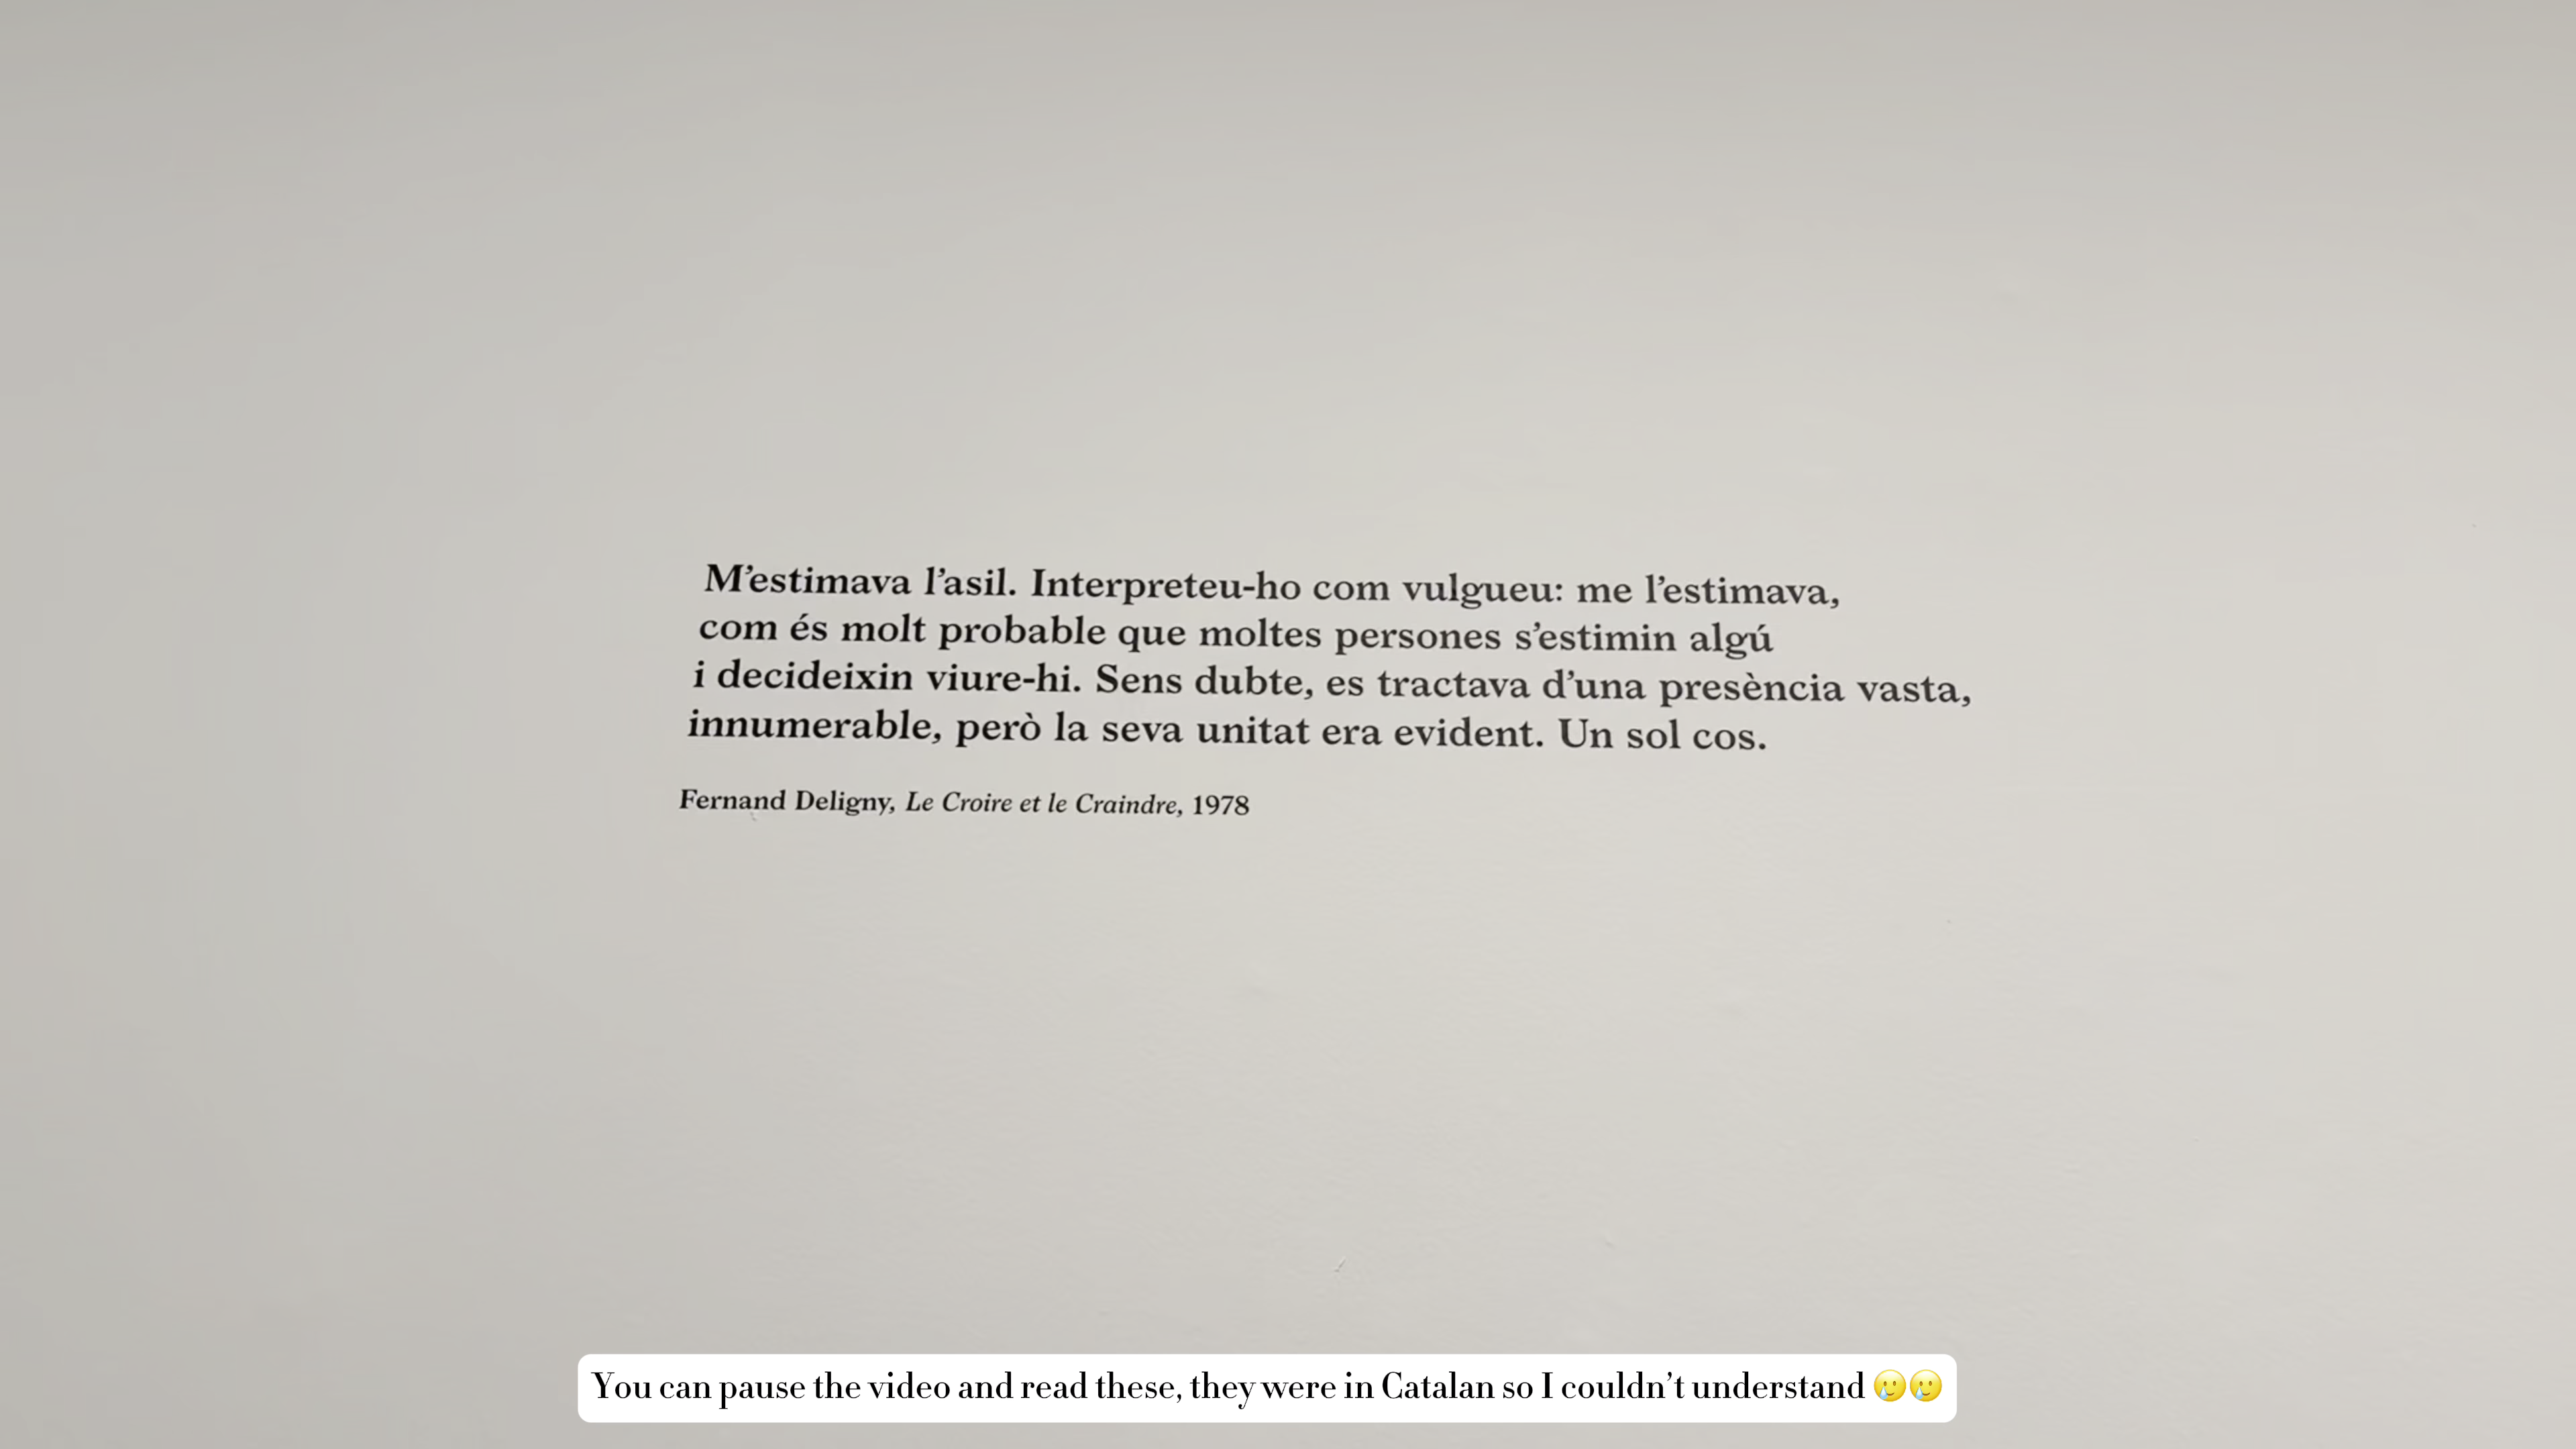 M’estimava l’asil. Interpreteu-ho com vulgueu: me l’estimava,
com és molt probable que moltes persones s’estimin algú
i decideixin viure-hi. Sens dubte, es tractava d’una presència vasta,
innumerable, però la seva unitat era evident. Un sol cos.
Fernand Deligny, Le Croire et le Craindre, 1978
You can pause the video and read these, they were in Catalan so I couldn’t understand 🥲🥲